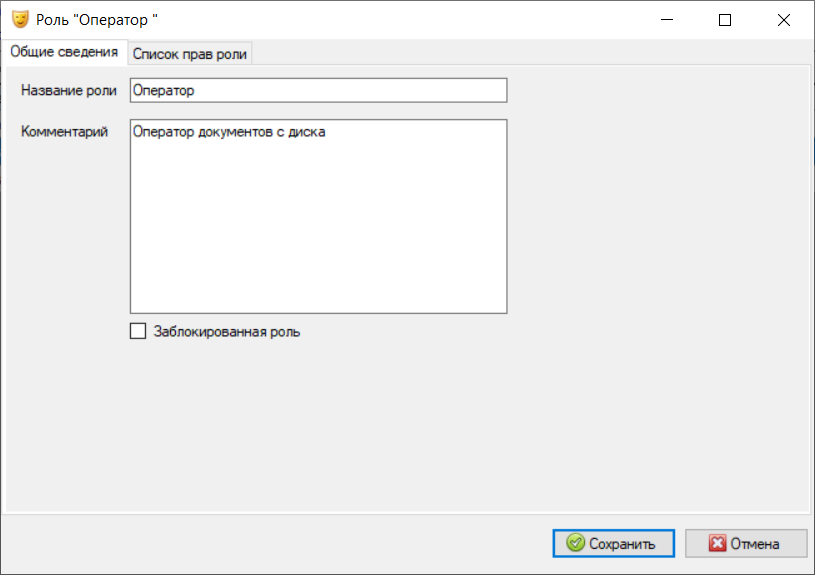 Роль "Оператор "
Общие сведения
Список прав роли
Название роли
Оператор
Комментарий
Оператор документов с диска
Заблокированная роль
Сохранить
Отмена